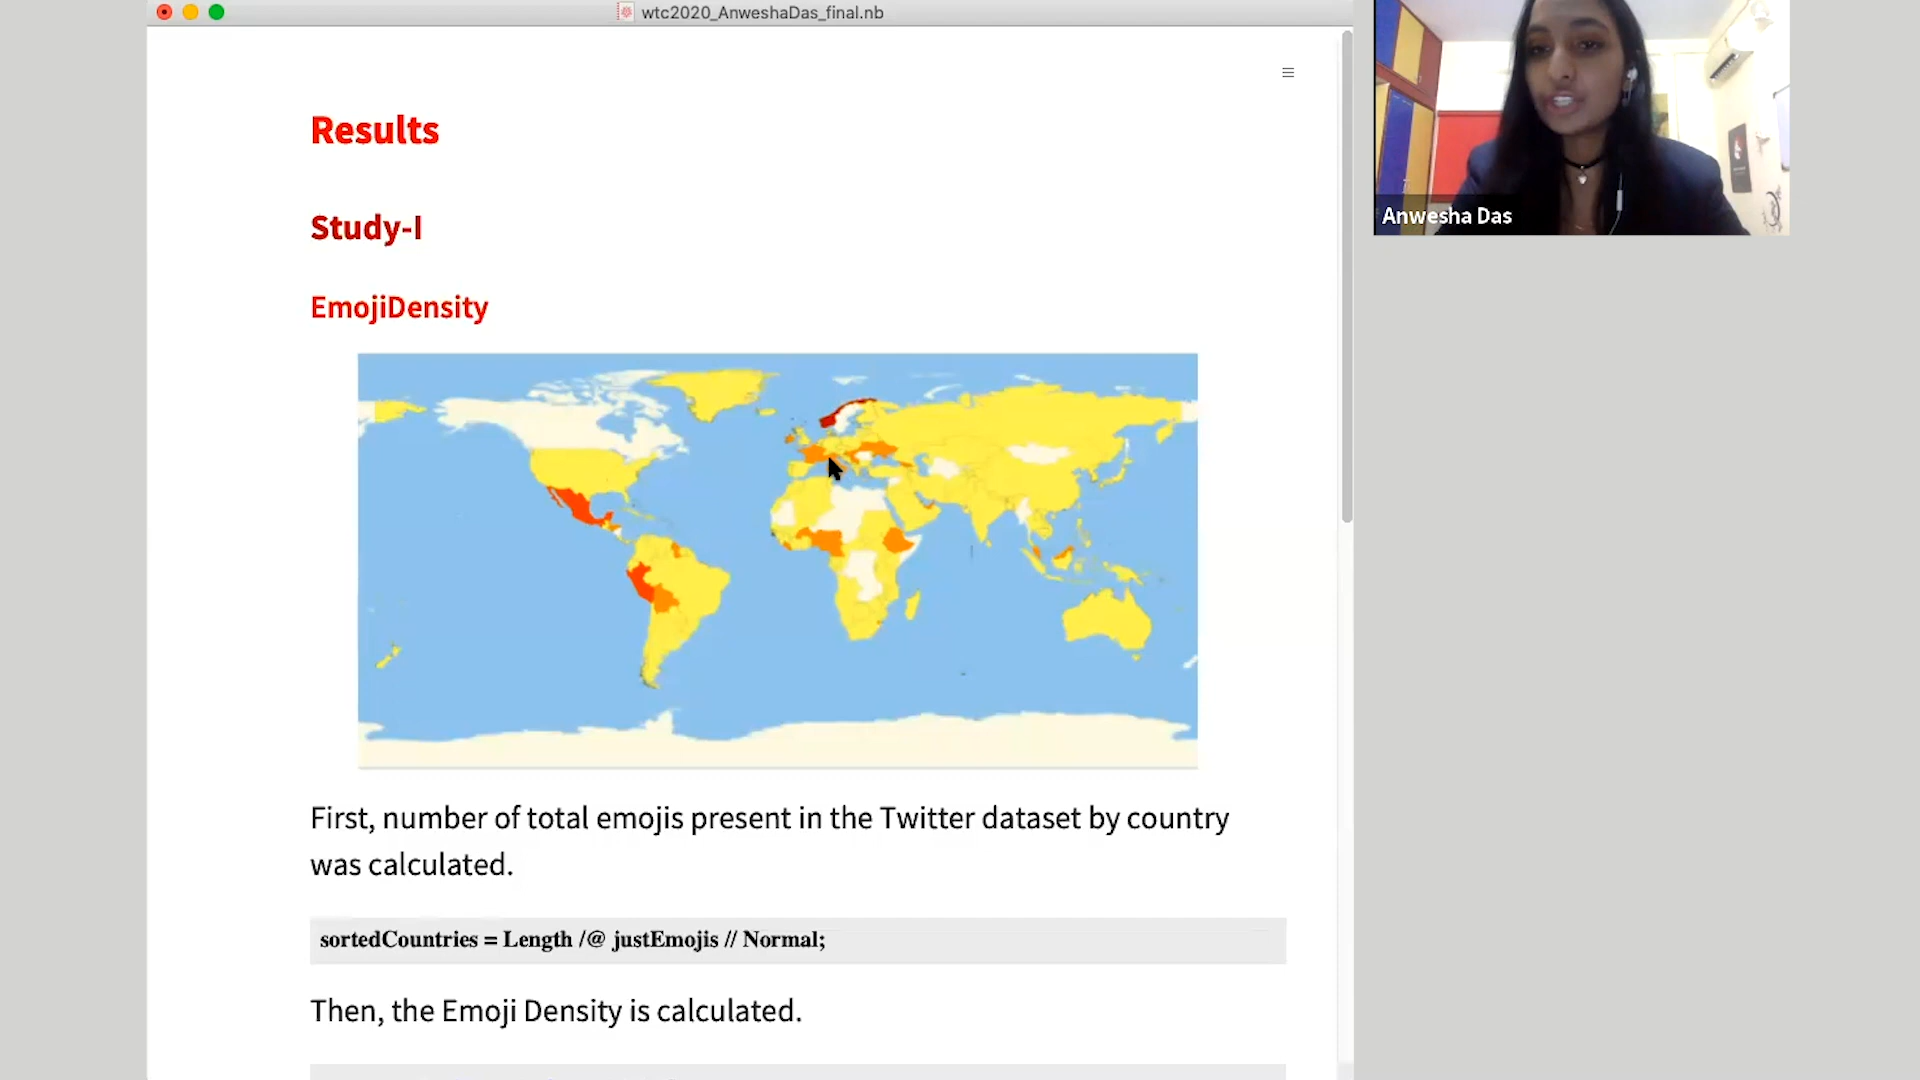 wtc2020_AnweshaDas_final.nb
Results
Study-I
EmojiDensity
First, number of total emojis present in the Twitter dataset by country
was calculated.
sortedCountries = Length /@ justEmojis // Normal;
Then, the Emoji Density is calculated.
Anwesha Das